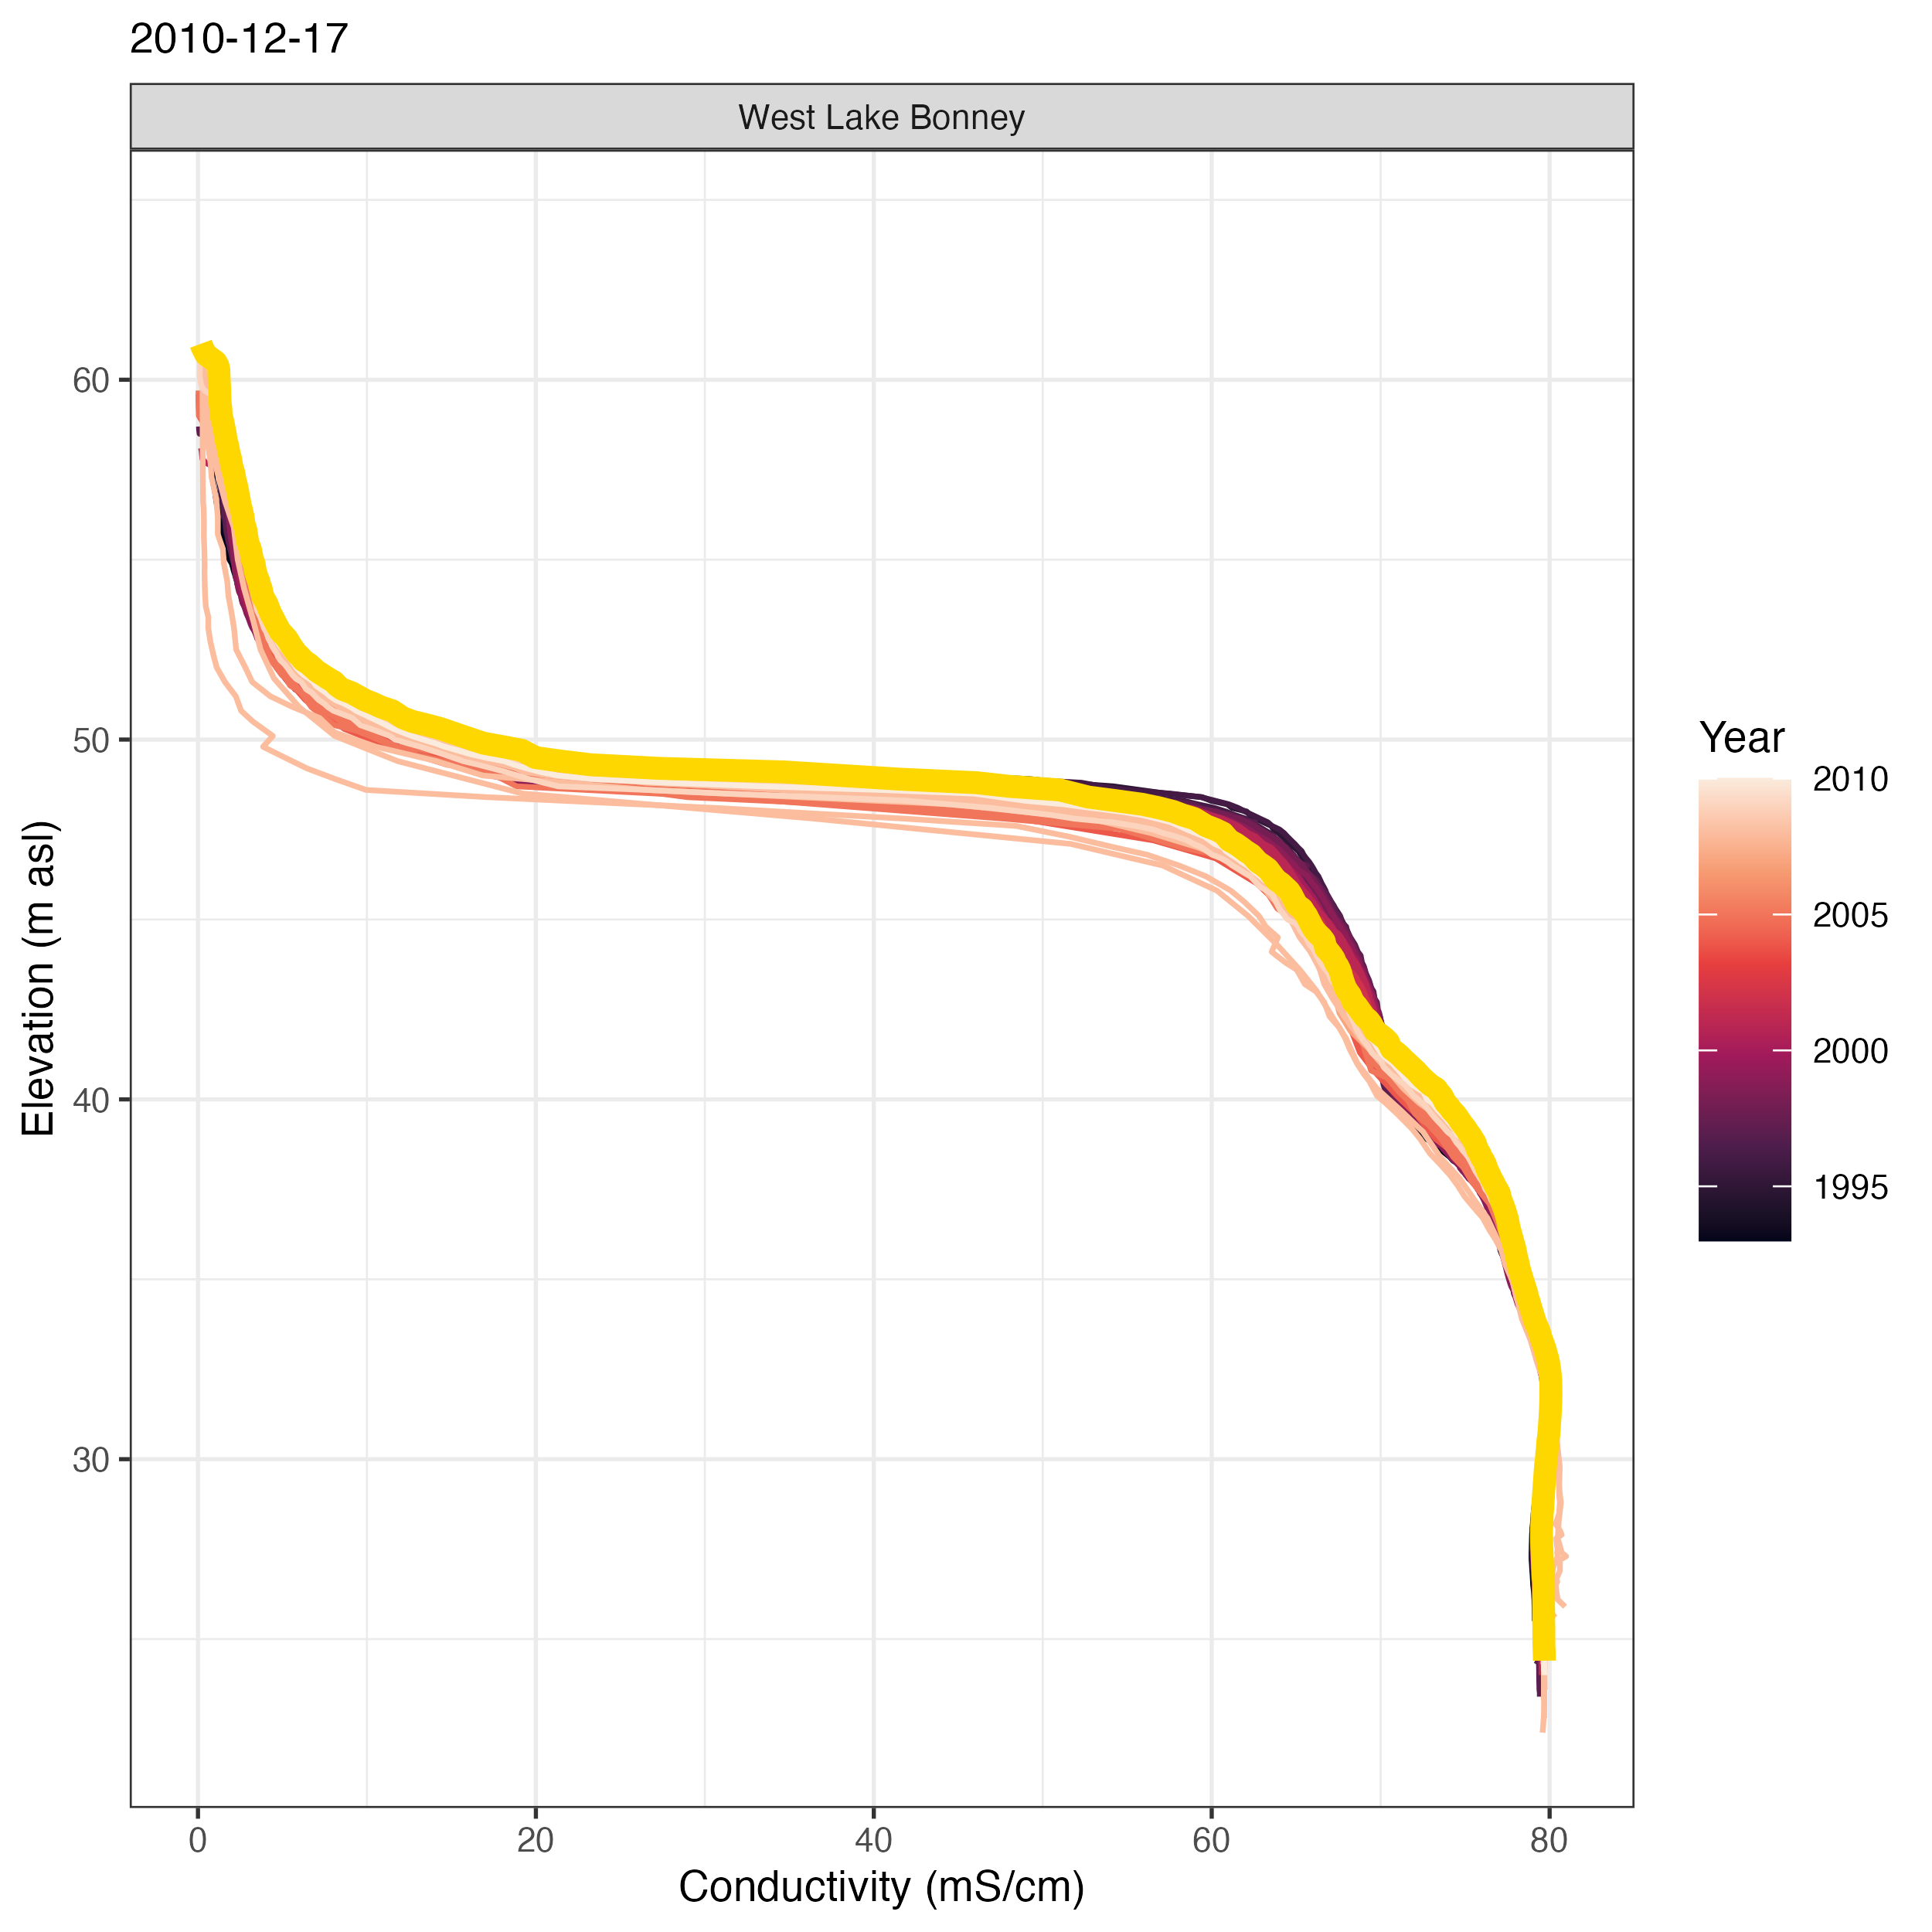 2010-12-17
West Lake Bonney
Elevation (m asl)
60
50
40
30
0 20 40 60 80
Conductivity (mS/cm)
Year
2010
2005
2000
1995